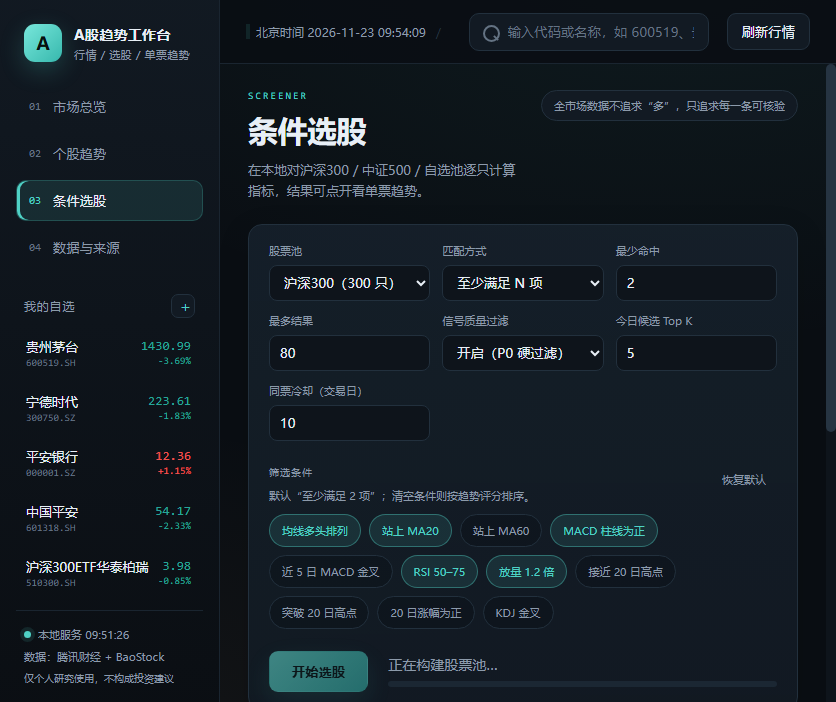 A
A股趋势工作台
行情 / 选股 / 单票趋势
01 市场总览
02 个股趋势
03 条件选股
04 数据与来源
我的自选
+
贵州茅台 1430.99
600519.SH -3.69%
宁德时代 223.61
300750.SZ -1.83%
平安银行 12.36
000001.SZ +1.15%
中国平安 54.17
601318.SH -2.33%
沪深300ETF华泰柏瑞 3.98
510300.SH -0.85%
本地服务 09:51:26
数据：腾讯财经 + BaoStock
仅个人研究使用，不构成投资建议
北京时间 2026-11-23 09:54:09 /
输入代码或名称，如 600519、
刷新行情
SCREENER
条件选股
在本地对沪深300 / 中证500 / 自选池逐只计算
指标，结果可点开看单票趋势。
全市场数据不追求“多”，只追求每一条可核验
股票池 匹配方式 最少命中
沪深300（300 只） 至少满足 N 项 2
最多结果 信号质量过滤 今日候选 Top K
80 开启（P0 硬过滤） 5
同票冷却（交易日）
10
筛选条件
恢复默认
默认“至少满足 2 项”；清空条件则按趋势评分排序。
均线多头排列 站上 MA20 站上 MA60 MACD 柱线为正
近 5 日 MACD 金叉 RSI 50–75 放量 1.2 倍 接近 20 日高点
突破 20 日高点 20 日涨幅为正 KDJ 金叉
开始选股 正在构建股票池...